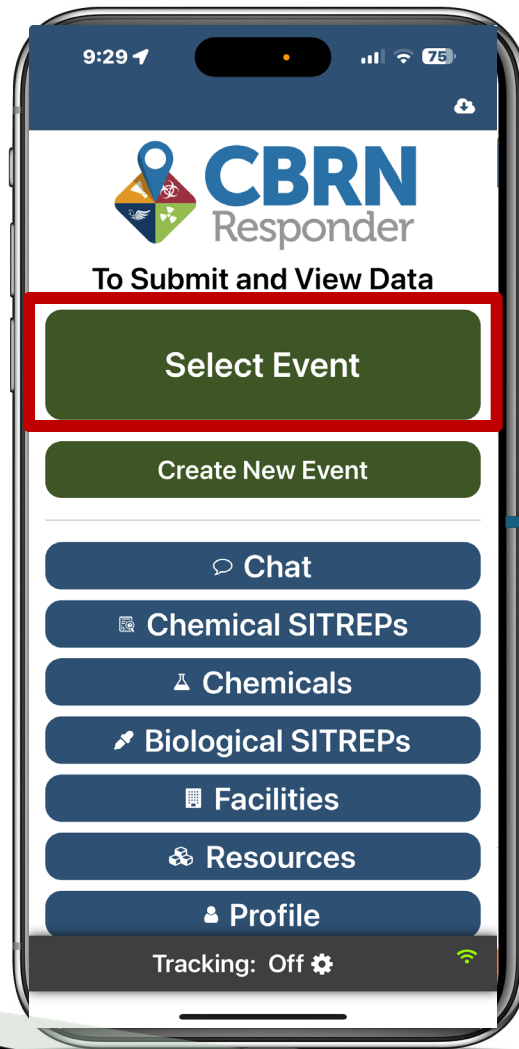 9:29
75
CBRN
Responder
To Submit and View Data
Select Event
Create New Event
Chat
Chemical SITREPs
Chemicals
Biological SITREPs
Facilities
Resources
Profile
Tracking: Off